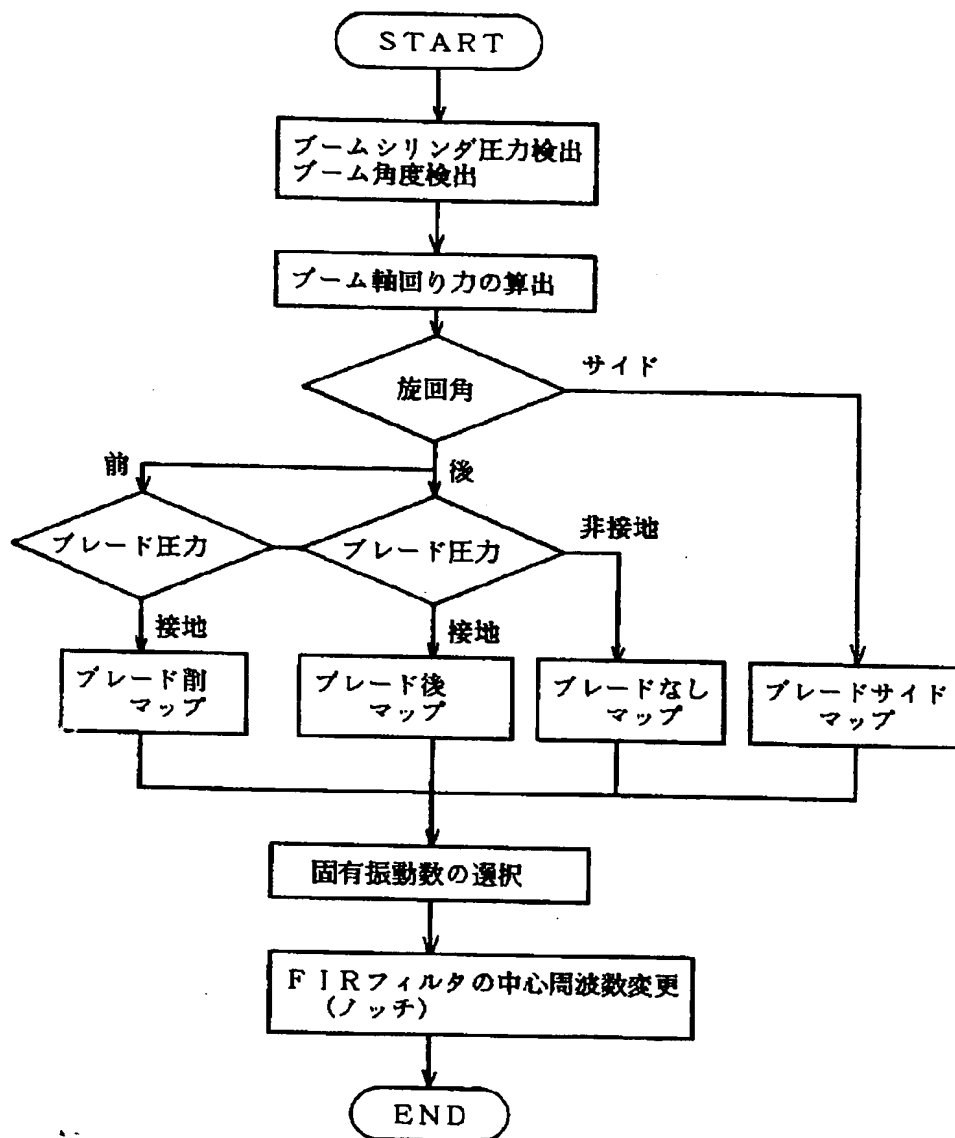 START
ブームシリンダ圧力検出
ブーム角度検出
ブーム軸回り力の算出
旋回角
サイド
前
後
ブレード圧力
ブレード圧力
非接地
接地
接地
ブレード前
マップ
ブレード後
マップ
ブレードなし
マップ
ブレードサイド
マップ
固有振動数の選択
FIRフィルタの中心周波数変更
(ノッチ)
END